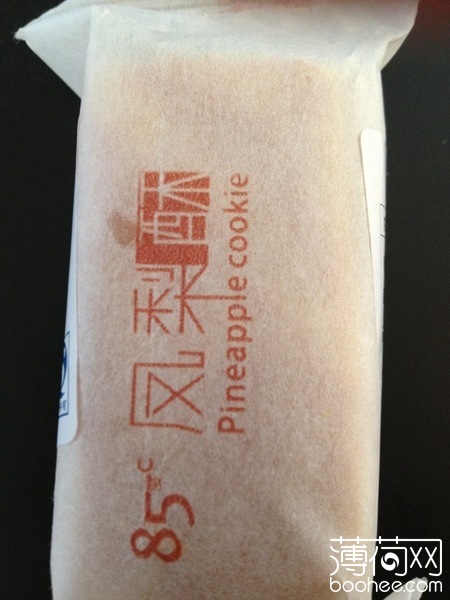 85°C
风梨酥
Pineapple cookie
薄荷网
boohee.com